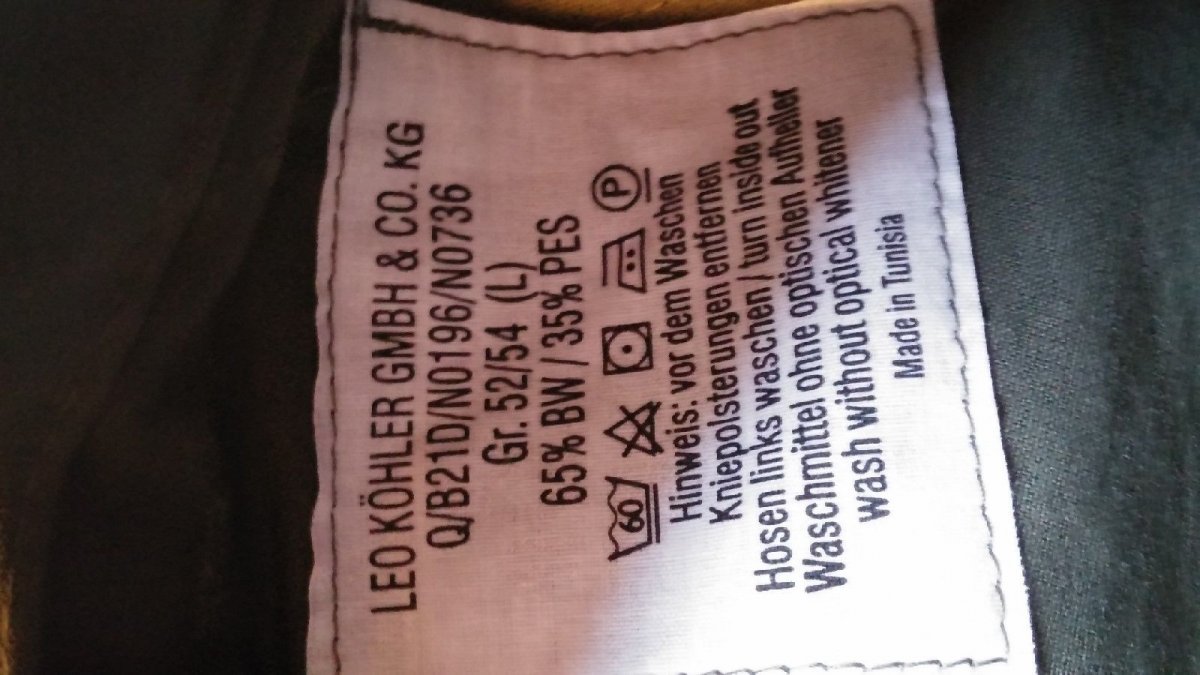 LEO KÖHLER GMBH & CO. KG
Q/B21D/N0196/N0736
Gr. 52/54 (L)
65% BW / 35% PES
60 P
Hinweis: vor dem Waschen
Kniepolsterungen entfernen
Hosen links waschen / turn inside out
Waschmittel ohne optischen Aufheller
wash without optical whitener
Made in Tunisia